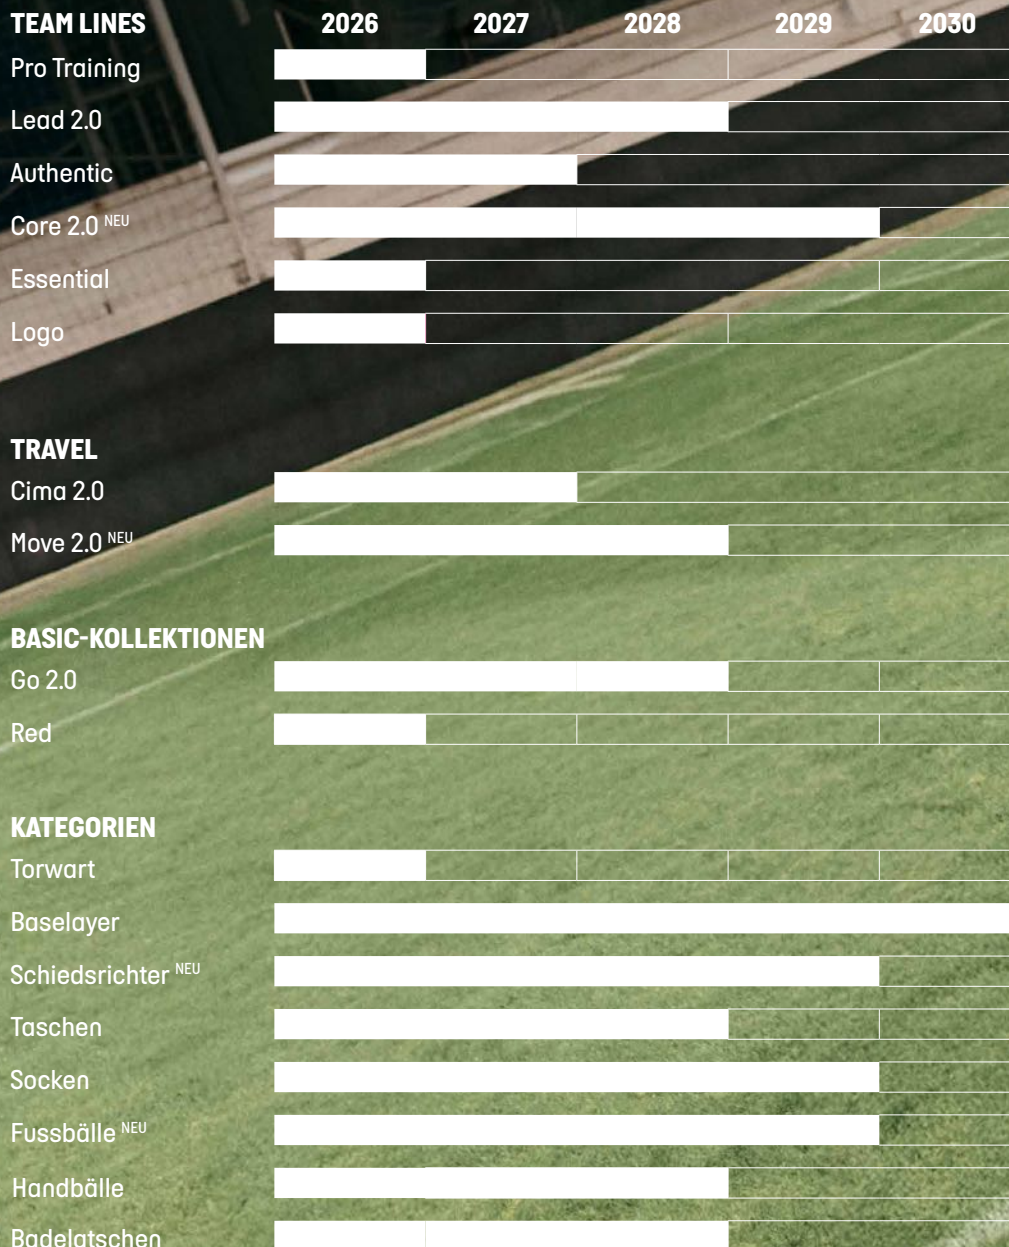 TEAM LINES 2026 2027 2028 2029 2030
Pro Training
Lead 2.0
Authentic
Core 2.0 NEU
Essential
Logo
TRAVEL
Cima 2.0
Move 2.0 NEU
BASIC-KOLLEKTIONEN
Go 2.0
Red
KATEGORIEN
Torwart
Baselayer
Schiedsrichter NEU
Taschen
Socken
Fussbälle NEU
Handbälle
Badelatschen